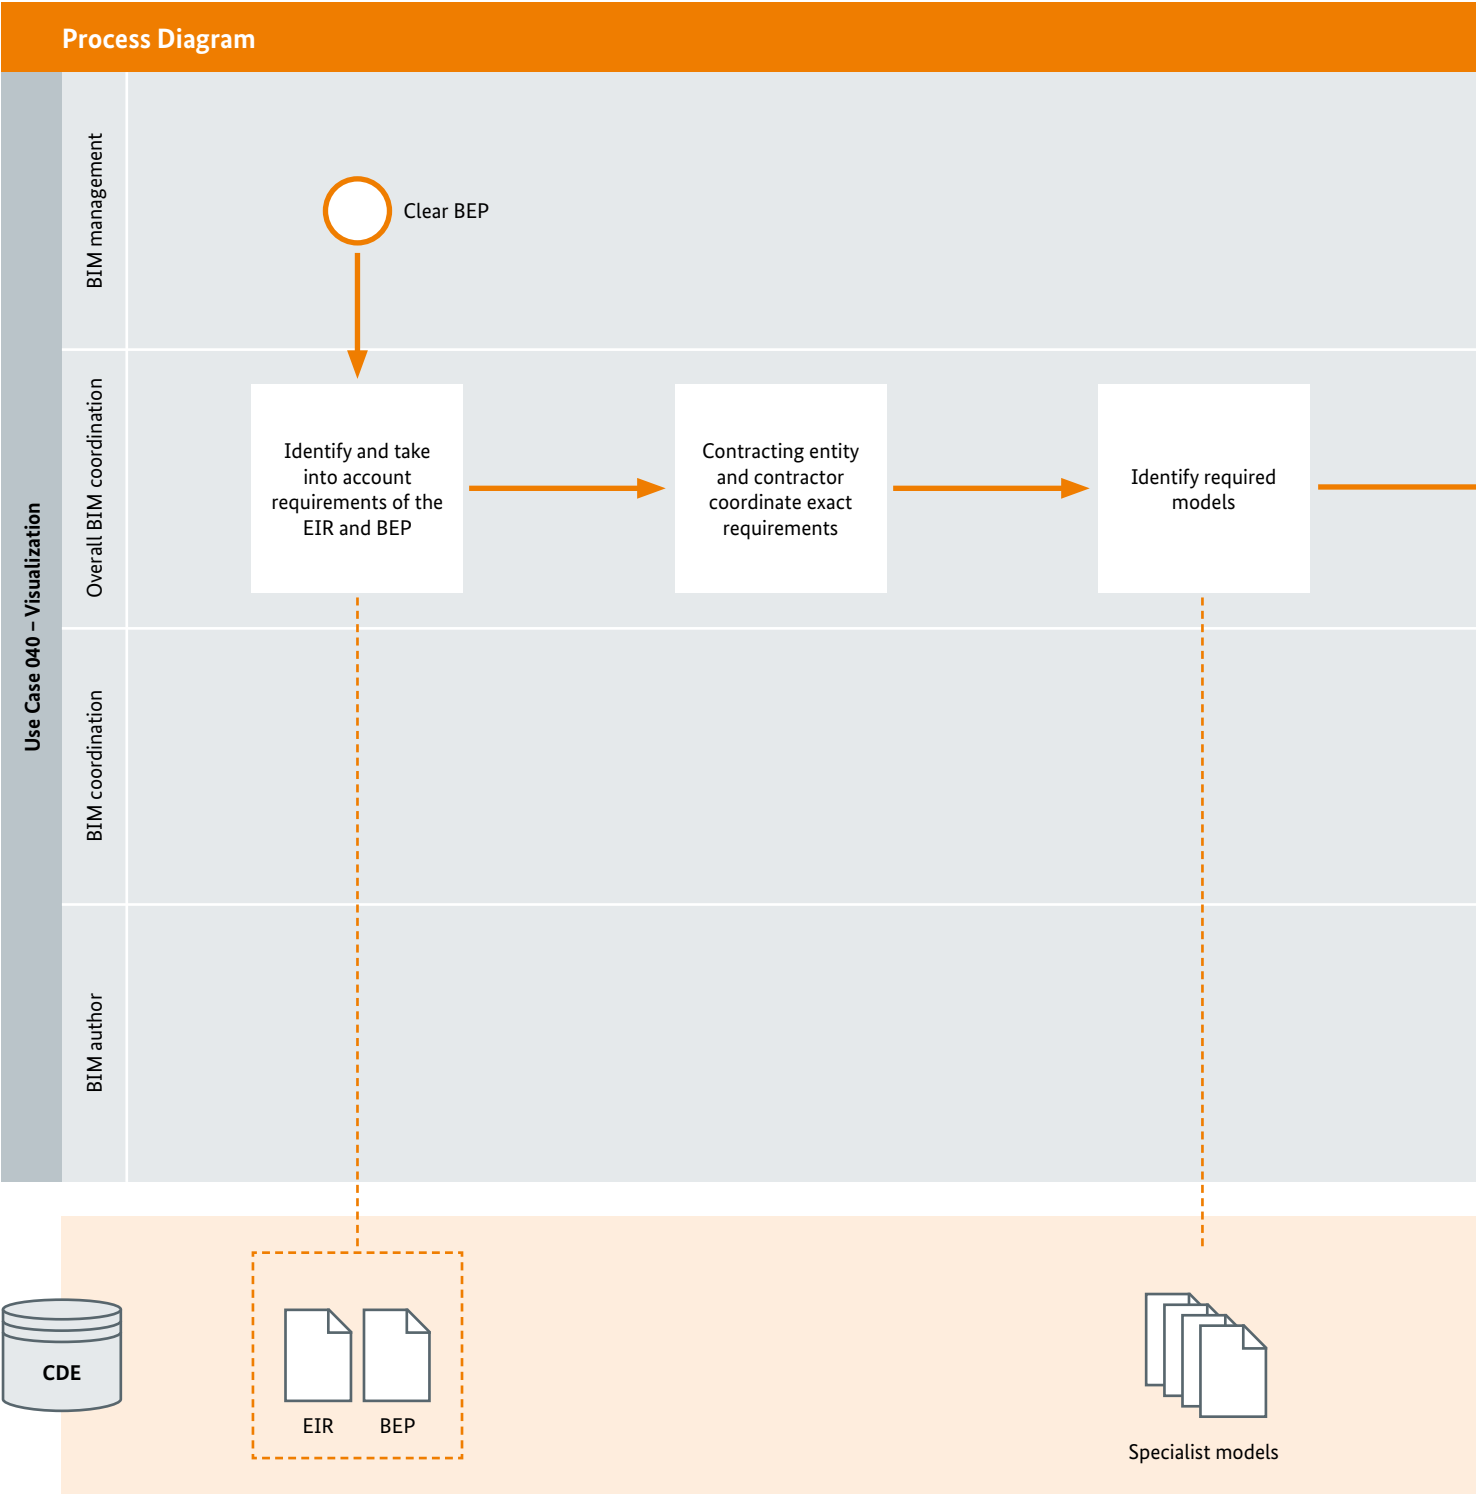 Process Diagram
Use Case 040 – Visualization
BIM management
Clear BEP
Overall BIM coordination
Identify and take
into account
requirements of the
EIR and BEP
Contracting entity
and contractor
coordinate exact
requirements
Identify required
models
BIM coordination
BIM author
CDE
EIR
BEP
Specialist models